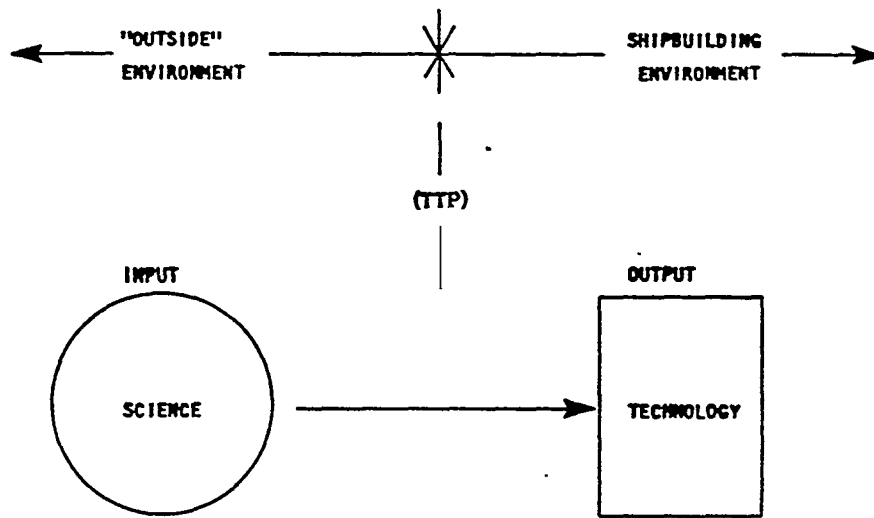 "OUTSIDE"
ENVIRONMENT
SHIPBUILDING
ENVIRONMENT
(TTP)
INPUT
OUTPUT
SCIENCE
TECHNOLOGY